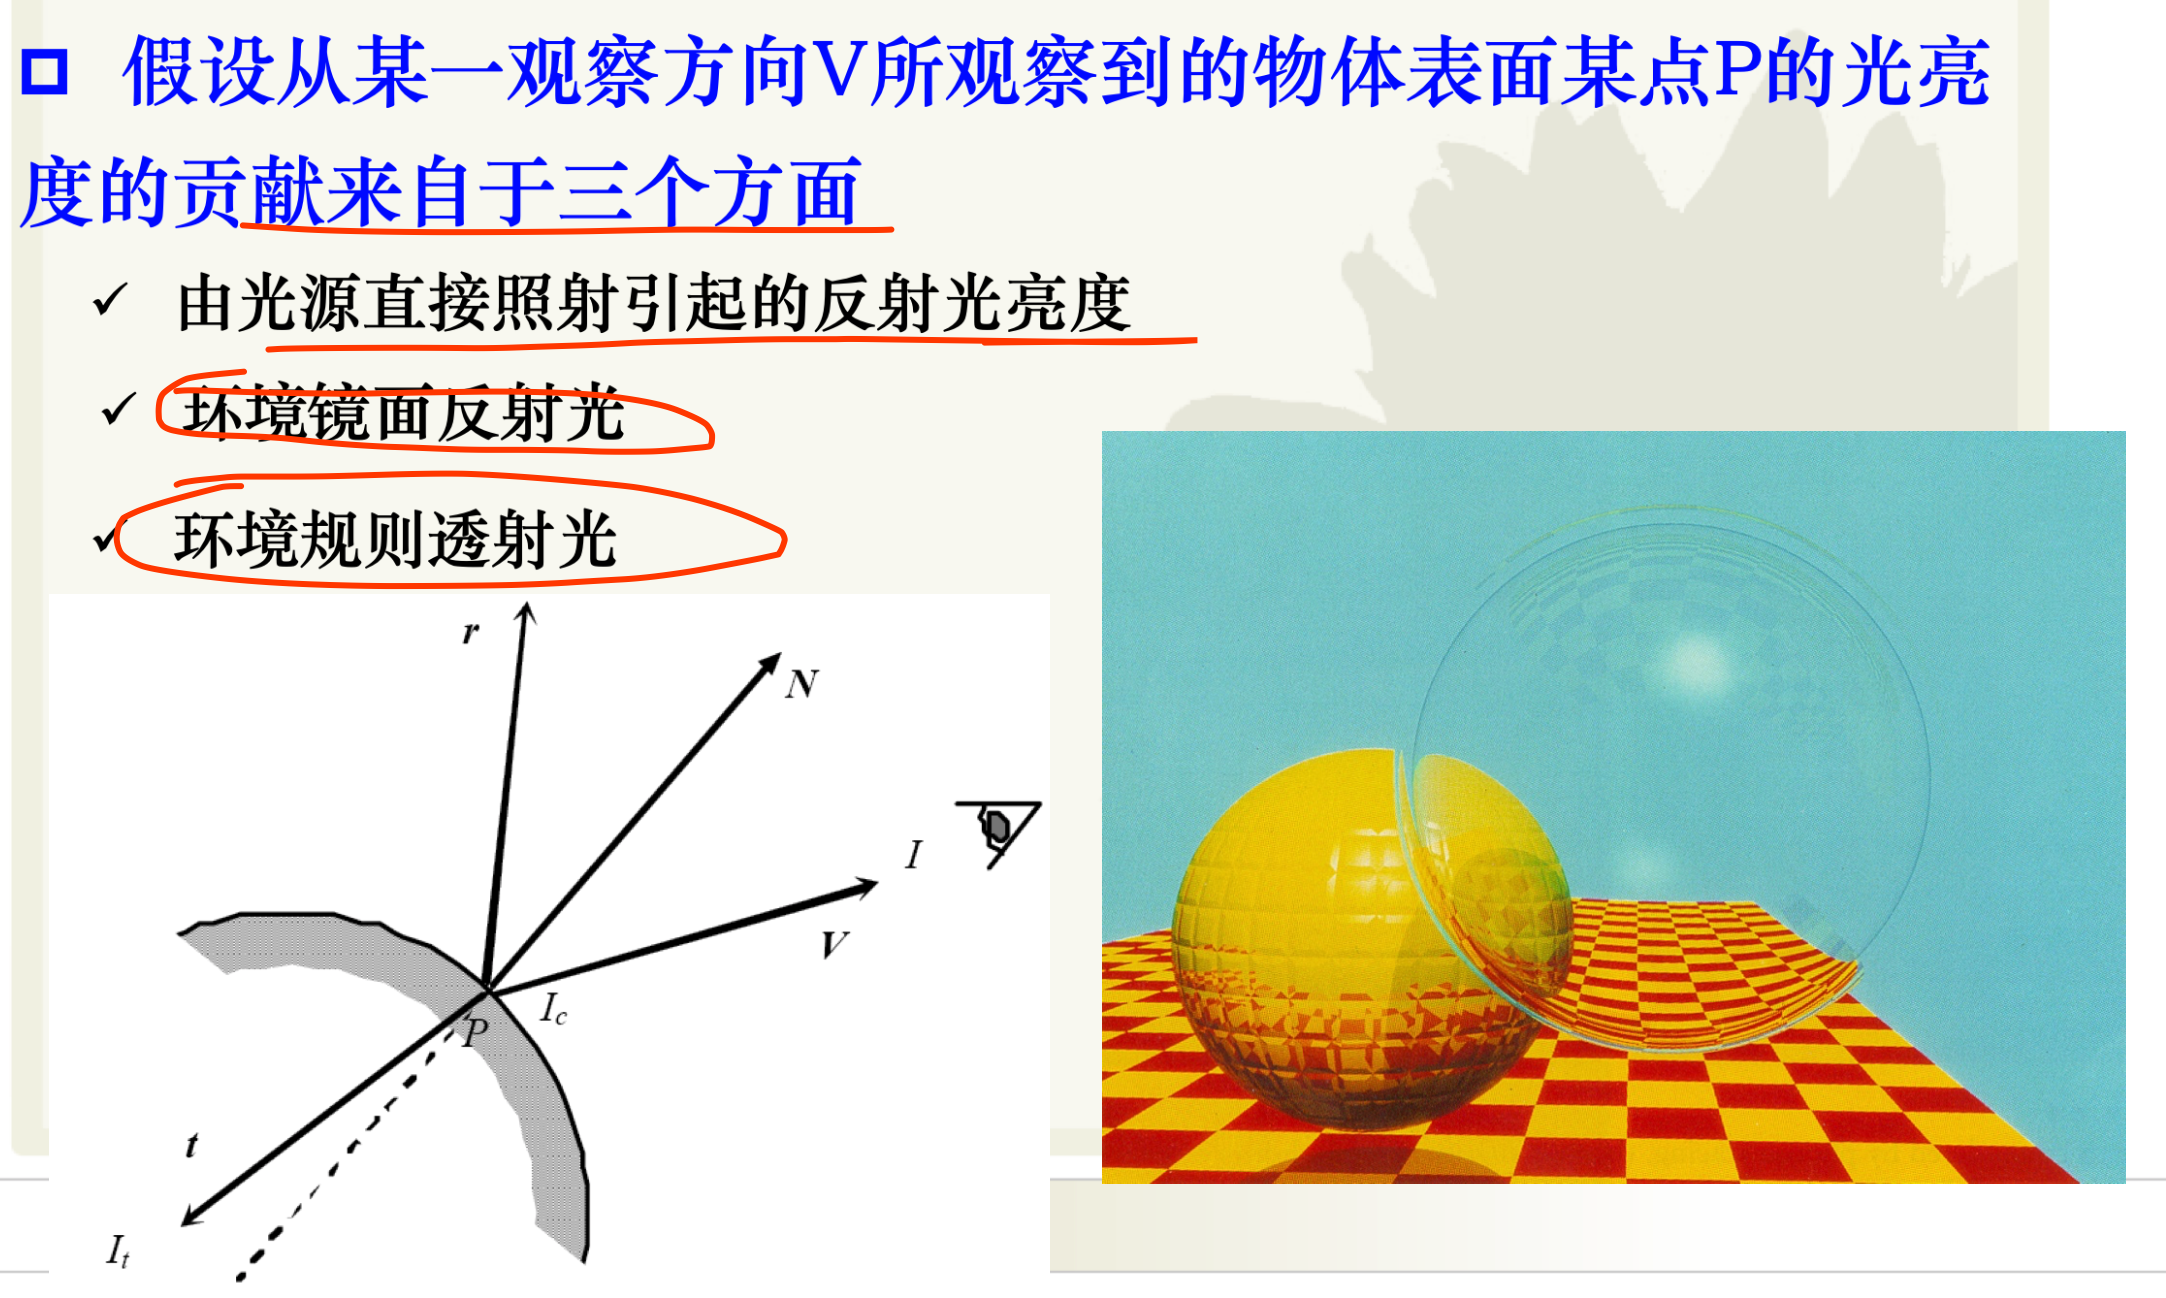 假设从某一观察方向V所观察到的物体表面某点P的光亮
度的贡献来自于三个方面
✓ 由光源直接照射引起的反射光亮度
✓ 环境镜面反射光
✓ 环境规则透射光
r
N
I
V
I_c
P
t
I_t